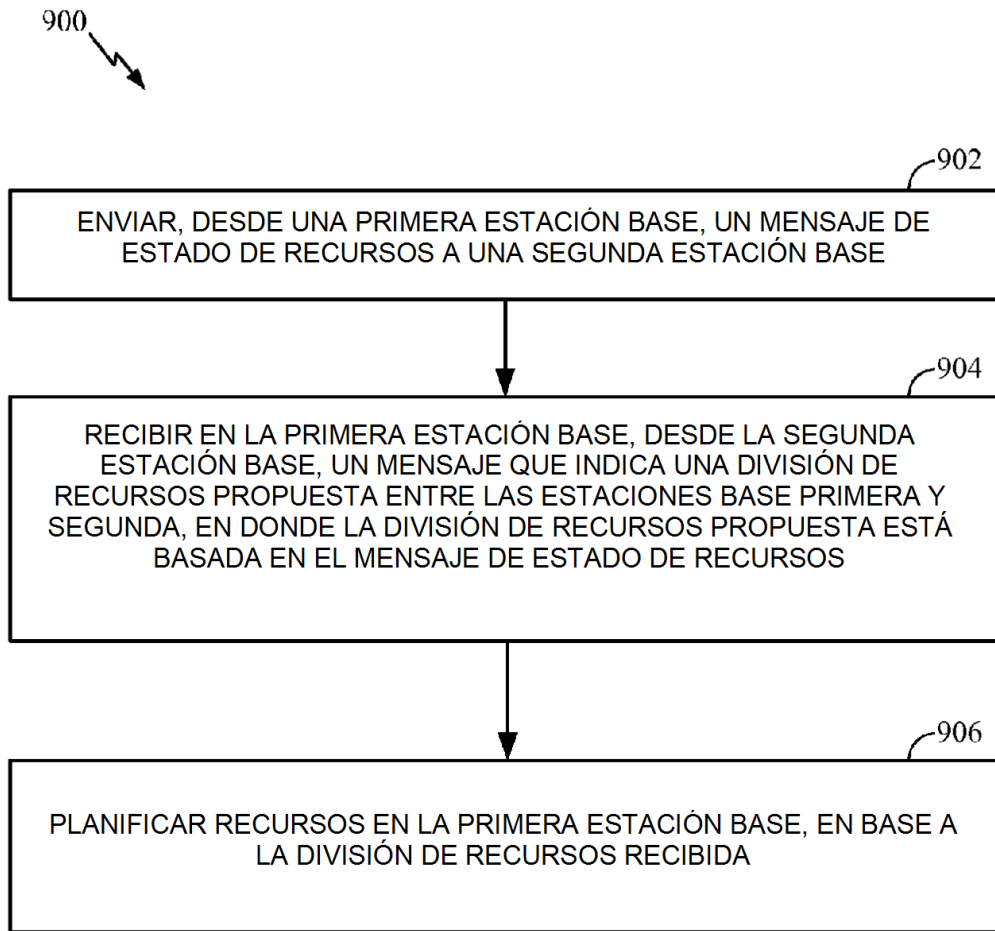 900
902
ENVIAR, DESDE UNA PRIMERA ESTACIÓN BASE, UN MENSAJE DE
ESTADO DE RECURSOS A UNA SEGUNDA ESTACIÓN BASE
904
RECIBIR EN LA PRIMERA ESTACIÓN BASE, DESDE LA SEGUNDA
ESTACIÓN BASE, UN MENSAJE QUE INDICA UNA DIVISIÓN DE
RECURSOS PROPUESTA ENTRE LAS ESTACIONES BASE PRIMERA Y
SEGUNDA, EN DONDE LA DIVISIÓN DE RECURSOS PROPUESTA ESTÁ
BASADA EN EL MENSAJE DE ESTADO DE RECURSOS
906
PLANIFICAR RECURSOS EN LA PRIMERA ESTACIÓN BASE, EN BASE A
LA DIVISIÓN DE RECURSOS RECIBIDA